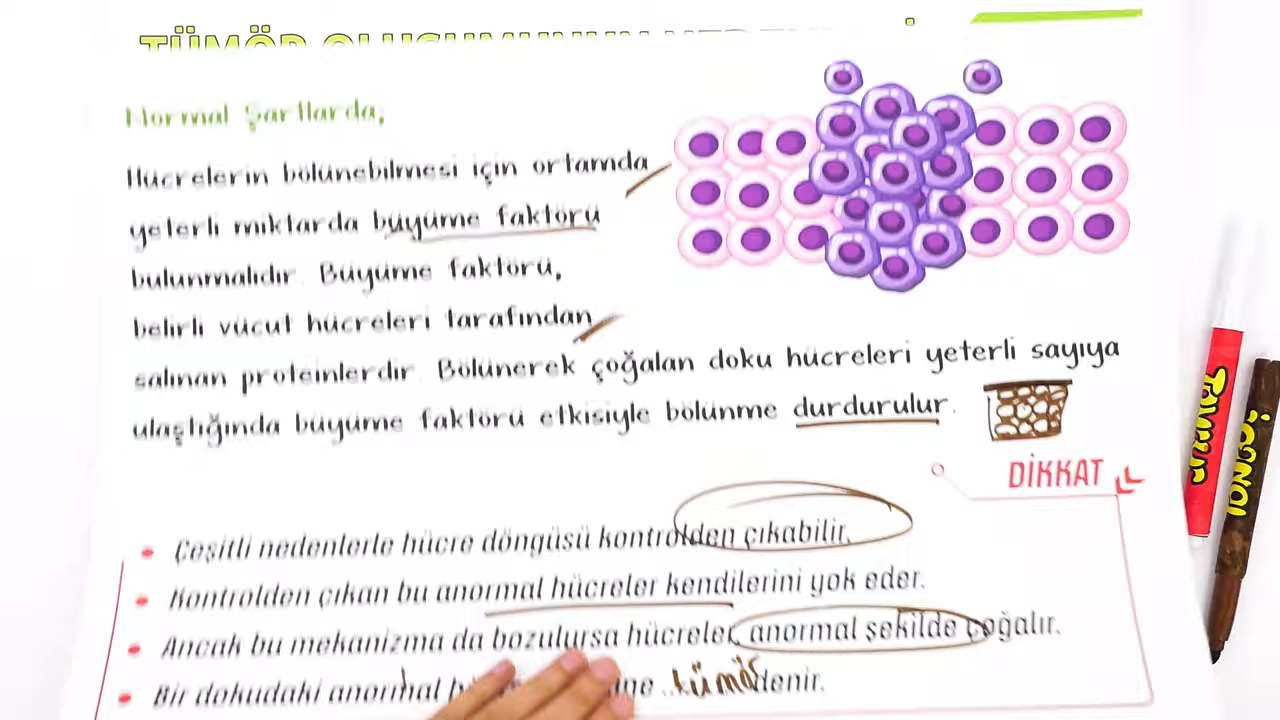 TÜMÖR OLUŞUMUNUN
Normal Şartlarda,
Hücrelerin bölünebilmesi için ortamda
yeterli miktarda büyüme faktörü
bulunmalıdır. Büyüme faktörü,
belirli vücut hücreleri tarafından
salınan proteinlerdir. Bölünerek çoğalan doku hücreleri yeterli sayıya
ulaştığında büyüme faktörü etkisiyle bölünme durdurulur.
DİKKAT
• Çeşitli nedenlerle hücre döngüsü kontrolden çıkabilir.
• Kontrolden çıkan bu anormal hücreler kendilerini yok eder.
• Ancak bu mekanizma da bozulursa hücreler anormal şekilde çoğalır.
• Bir dokudaki anormal tümör denir.